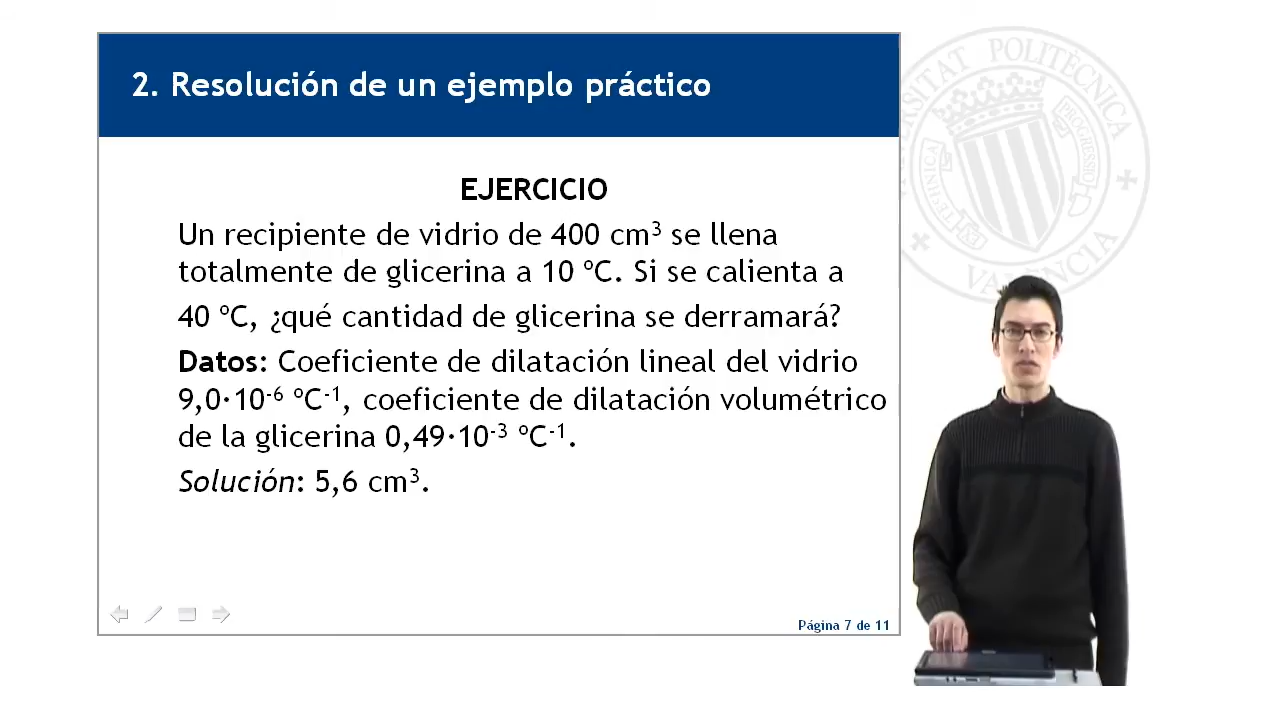 2. Resolución de un ejemplo práctico
EJERCICIO
Un recipiente de vidrio de 400 cm³ se llena
totalmente de glicerina a 10 ºC. Si se calienta a
40 ºC, ¿qué cantidad de glicerina se derramará?
Datos: Coeficiente de dilatación lineal del vidrio
9,0·10⁻⁶ ºC⁻¹, coeficiente de dilatación volumétrico
de la glicerina 0,49·10⁻³ ºC⁻¹.
Solución: 5,6 cm³.
Página 7 de 11
POLITÈCNICA